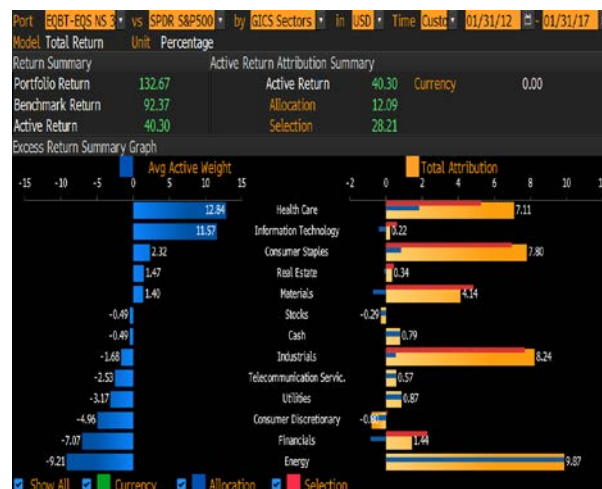 Port EQBT-EQS NS 3 vs SPDR S&P500 by GICS Sectors in USD Time Custo 01/31/12 - 01/31/17
Model Total Return Unit Percentage
Return Summary Active Return Attribution Summary
Portfolio Return 132.67 Active Return 40.30 Currency 0.00
Benchmark Return 92.37 Allocation 12.09
Active Return 40.30 Selection 28.21
Excess Return Summary Graph
Avg Active Weight Total Attribution
-15 -10 -5 0 5 10 15 -2 0 2 4 6 8 10 12
12.84 Health Care 7.11
11.57 Information Technology 0.22
2.32 Consumer Staples 7.80
1.47 Real Estate 0.34
1.40 Materials 4.14
-0.49 Stocks -0.29
-0.49 Cash 0.79
-1.68 Industrials 8.24
-2.53 Telecommunication Servic. 0.57
-3.17 Utilities 0.87
-4.96 Consumer Discretionary
-7.07 Financials 1.44
-9.21 Energy 9.87
Show All Currency Allocation Selection